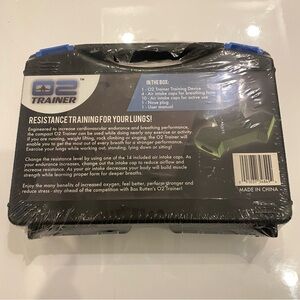 O2
TRAINER™
IN THE BOX:
1 - O2 Trainer Training Device
4 - Air intake caps for breathing
10 - Air intake caps for active use
1 - Nose plug
1 - User manual
RESISTANCE TRAINING FOR YOUR LUNGS!
Engineered to increase cardiovascular endurance and breathing performance,
the compact O2 Trainer can be used while doing nearly any exercise or activity
if you are running, weight lifting, rock climbing or singing, the O2 Trainer
enable you to get the most out of every breath for a stronger performance.
Exercise your lungs while working out, standing, lying down or sitting
Change the resistance level by using one of the 14 included air intake caps. As
your endurance increases, change out the intake cap to reduce airflow and
increase resistance. As your air intake decreases your body will build muscle
strength while learning proper form for deeper breaths.
Enjoy the many benefits of increased oxygen, feel better, perform stronger and
reduce stress - stay ahead of the competition with Bas Rutten's O2 Trainer!
MADE IN CHINA